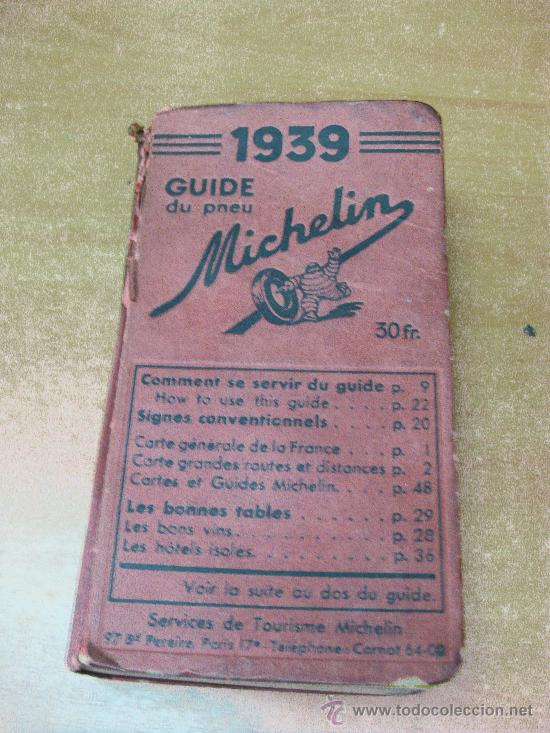 1939
GUIDE
du pneu
Michelin
30 fr.
Comment se servir du guide p. 9
How to use this guide . . . . p. 22
Signes conventionnels . . . . p. 20
Carte générale de la France . . p. 1
Carte grandes routes et distances p. 2
Cartes et Guides Michelin. . . . p. 48
Les bonnes tables . . . . . . . p. 29
Les bons vins. . . . . . . . . . p. 28
Les hôtels isolés. . . . . . . . . p. 36
Voir la suite au dos du guide.
Services de Tourisme Michelin
97 Bd Pereire, Paris 17e - Téléphone : Carnot 64-08
www.todocoleccion.net